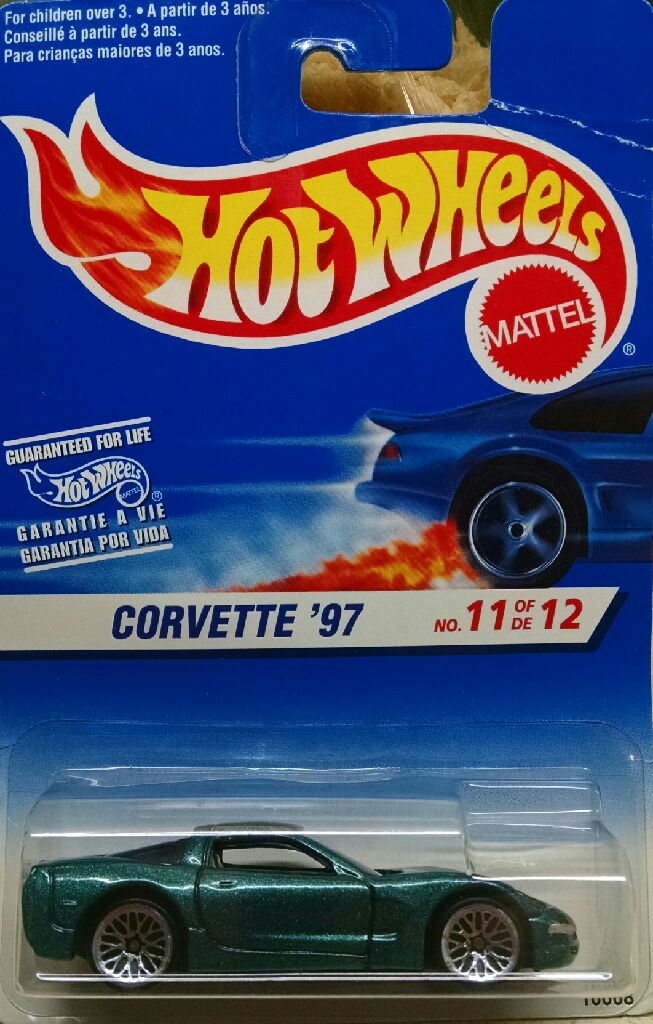 For children over 3. • A partir de 3 años.
Conseillé à partir de 3 ans.
Para crianças maiores de 3 anos.
HOT WHEELS
MATTEL
®
GUARANTEED FOR LIFE
HOT WHEELS
MATTEL ®
GARANTIE A VIE
GARANTIA POR VIDA
CORVETTE '97
NO. 11 OF DE 12